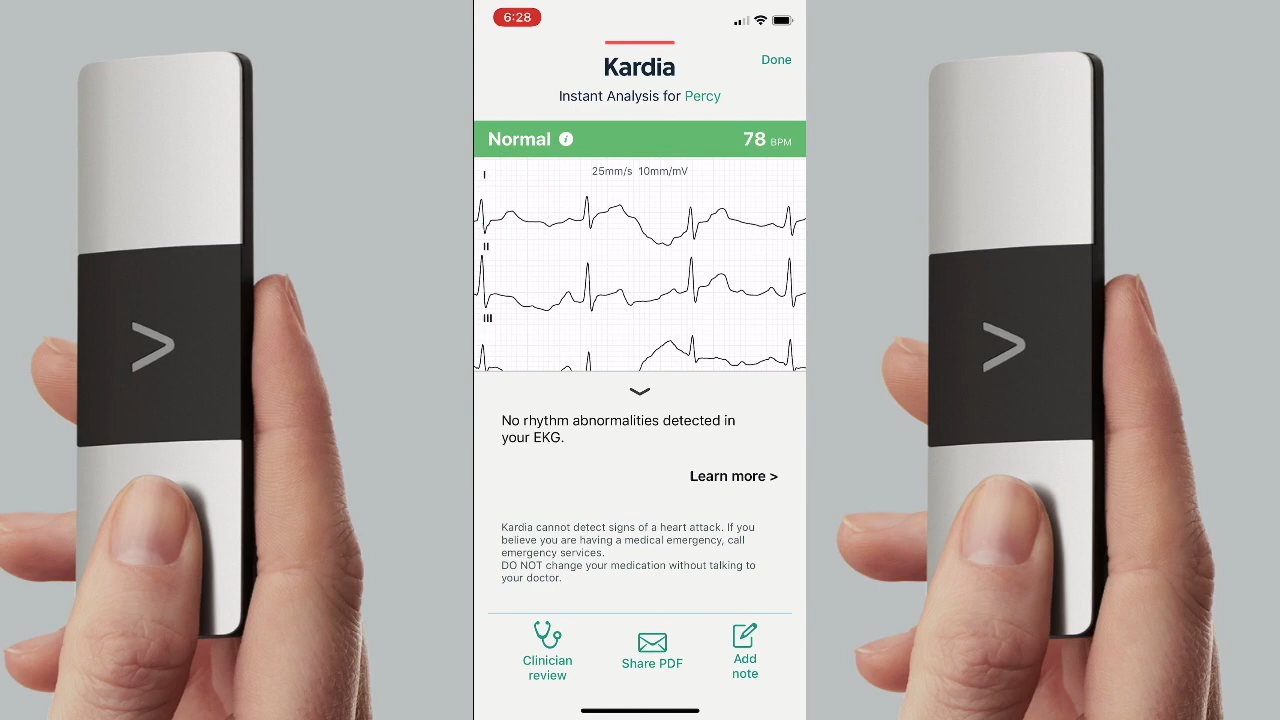 6:28
Kardia
Done
Instant Analysis for Percy
Normal i
78 BPM
25mm/s 10mm/mV
I
II
III
No rhythm abnormalities detected in
your EKG.
Learn more >
Kardia cannot detect signs of a heart attack. If you
believe you are having a medical emergency, call
emergency services.
DO NOT change your medication without talking to
your doctor.
Clinician
review
Share PDF
Add
note